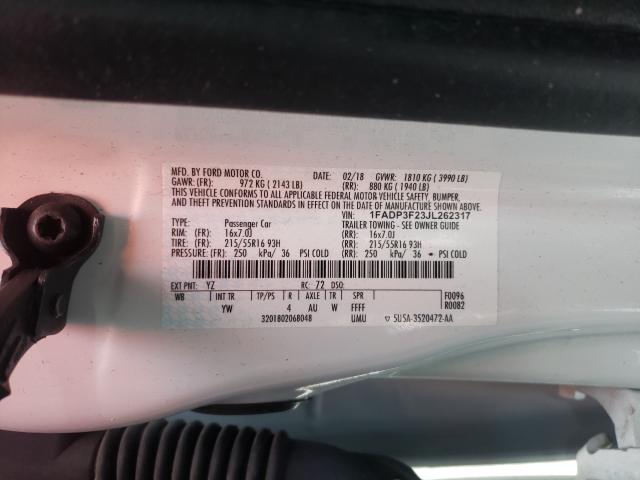 MFD. BY FORD MOTOR CO. 02/18 GVWR: 1810 KG ( 3990 LB)
GAWR: (FR) 972 KG ( 2143 LB) (RR): 880 KG ( 1940 LB)
THIS VEHICLE CONFORMS TO ALL APPLICABLE FEDERAL MOTOR VEHICLE SAFETY, BUMPER,
AND THEFT PREVENTION STANDARDS IN EFFECT ON THE DATE OF MANUFACTURE SHOWN ABOVE.
VIN: 1FADP3F23JL262317
TYPE: Passenger Car TRAILER TOWING - SEE OWNER GUIDE
RIM: (FR): 16x7.0J (RR): 16x7.0J
TIRE: (FR): 215/55R16 93H (RR): 215/55R16 93H
PRESSURE: (FR): 250 kPa/ 36 PSI COLD (RR): 250 kPa/ 36 PSI COLD
EXT PNT: YZ RC: 72 DSO:
WB INT TR TP/PS R AXLE TR SPR F0096
YW 4 AU W FFFF R0082
3201802068048 UMU ▽ 5U5A-3520472-AA